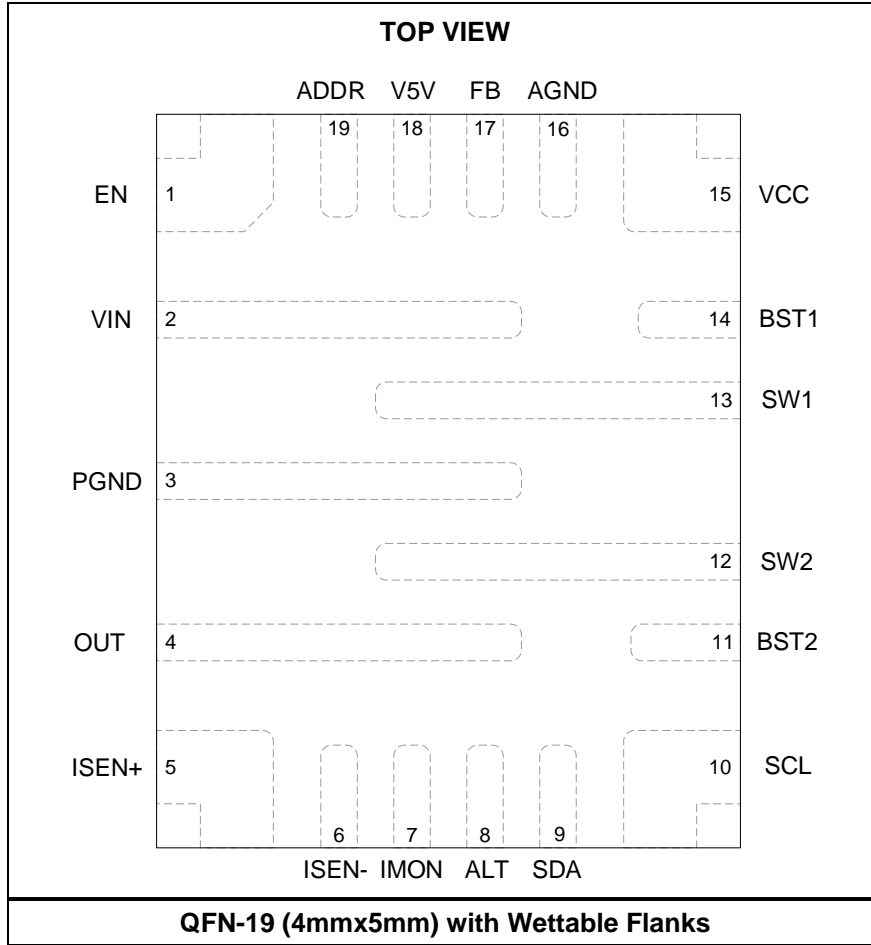 TOP VIEW
ADDR V5V FB AGND
19 18 17 16
EN 1 15 VCC
VIN 2 14 BST1
13 SW1
PGND 3
12 SW2
OUT 4 11 BST2
ISEN+ 5 10 SCL
6 7 8 9
ISEN- IMON ALT SDA
QFN-19 (4mmx5mm) with Wettable Flanks